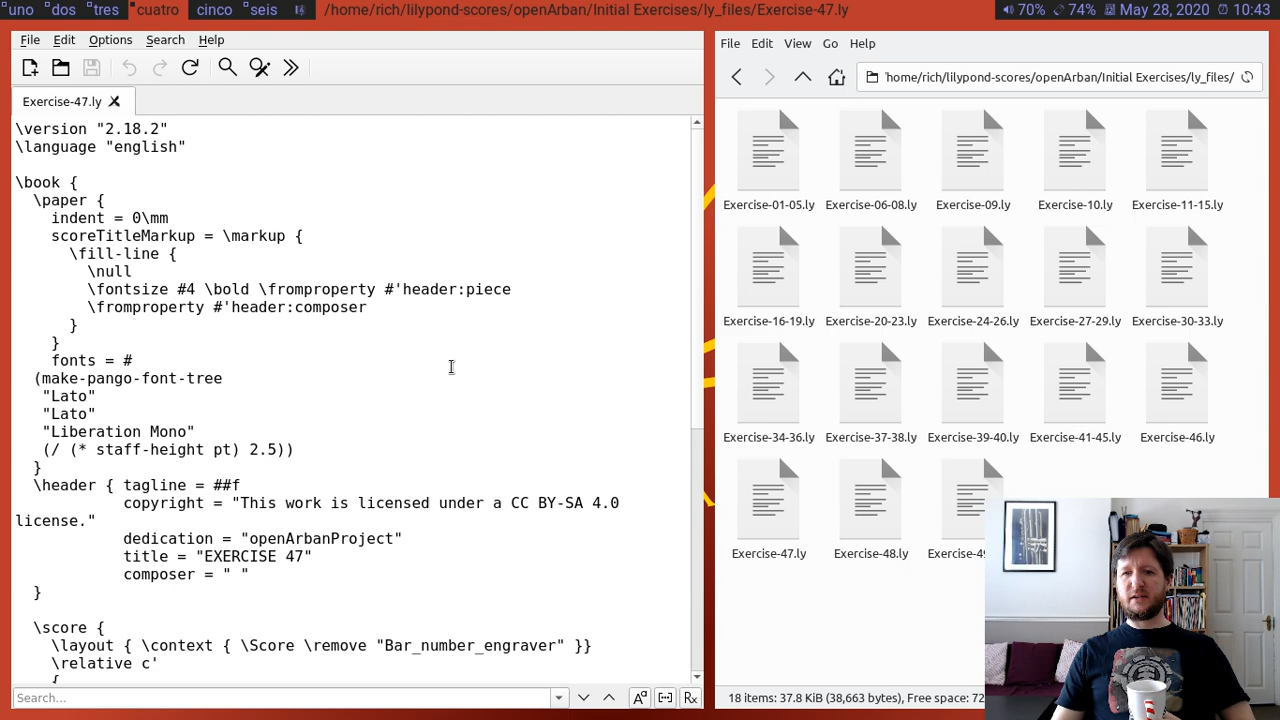 uno dos tres cuatro cinco seis /home/rich/lilypond-scores/openArban/Initial Exercises/ly_files/Exercise-47.ly 70% 74% May 28, 2020 10:43
File Edit Options Search Help
Exercise-47.ly
\version "2.18.2"
\language "english"
\book {
\paper {
indent = 0\mm
scoreTitleMarkup = \markup {
\fill-line {
\null
\fontsize #4 \bold \fromproperty #'header:piece
\fromproperty #'header:composer
}
}
fonts = #
(make-pango-font-tree
"Lato"
"Lato"
"Liberation Mono"
(/ (* staff-height pt) 2.5))
}
\header { tagline = ##f
copyright = "This work is licensed under a CC BY-SA 4.0
license."
dedication = "openArbanProject"
title = "EXERCISE 47"
composer = " "
}
\score {
\layout { \context { \Score \remove "Bar_number_engraver" }}
\relative c'
{
Search...
File Edit View Go Help
/home/rich/lilypond-scores/openArban/Initial Exercises/ly_files/
Exercise-01-05.ly Exercise-06-08.ly Exercise-09.ly Exercise-10.ly Exercise-11-15.ly
Exercise-16-19.ly Exercise-20-23.ly Exercise-24-26.ly Exercise-27-29.ly Exercise-30-33.ly
Exercise-34-36.ly Exercise-37-38.ly Exercise-39-40.ly Exercise-41-45.ly Exercise-46.ly
Exercise-47.ly Exercise-48.ly Exercise-49
18 items: 37.8 KiB (38,663 bytes), Free space: 72